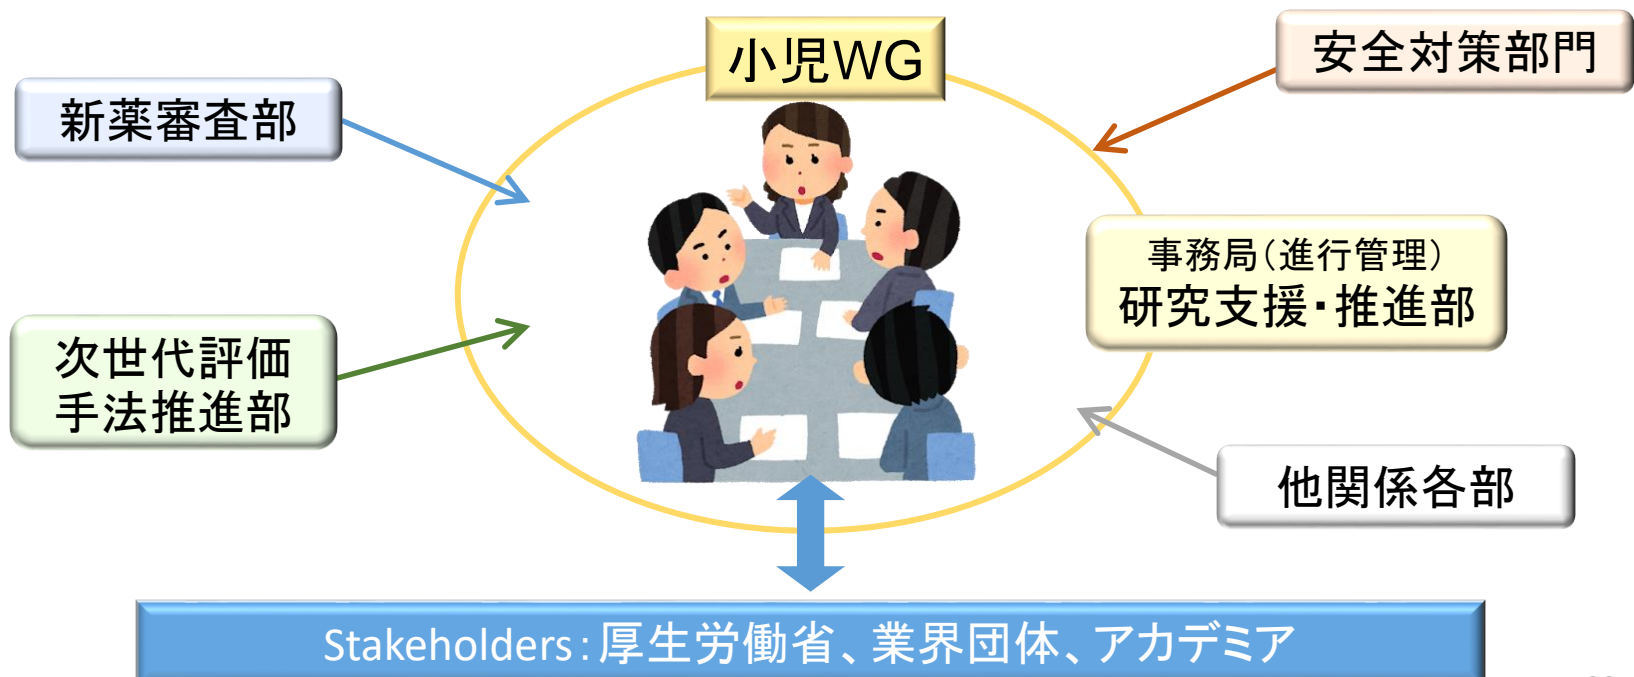 小児WG
安全対策部門
新薬審査部
事務局(進行管理)
研究支援・推進部
次世代評価
手法推進部
他関係各部
Stakeholders:厚生労働省、業界団体、アカデミア